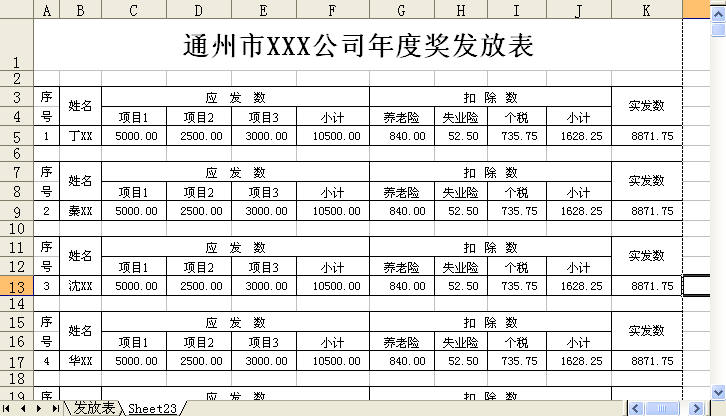 A B C D E F G H I J K
1 通州市XXX公司年度奖发放表
2
3 序 姓名 应 发 数 扣 除 数 实发数
4 号 项目1 项目2 项目3 小计 养老险 失业险 个税 小计
5 1 丁XX 5000.00 2500.00 3000.00 10500.00 840.00 52.50 735.75 1628.25 8871.75
6
7 序 姓名 应 发 数 扣 除 数 实发数
8 号 项目1 项目2 项目3 小计 养老险 失业险 个税 小计
9 2 秦XX 5000.00 2500.00 3000.00 10500.00 840.00 52.50 735.75 1628.25 8871.75
10
11 序 姓名 应 发 数 扣 除 数 实发数
12 号 项目1 项目2 项目3 小计 养老险 失业险 个税 小计
13 3 沈XX 5000.00 2500.00 3000.00 10500.00 840.00 52.50 735.75 1628.25 8871.75
14
15 序 姓名 应 发 数 扣 除 数 实发数
16 号 项目1 项目2 项目3 小计 养老险 失业险 个税 小计
17 4 华XX 5000.00 2500.00 3000.00 10500.00 840.00 52.50 735.75 1628.25 8871.75
18
19 序 应 发 数 扣 除 数
发放表 Sheet23